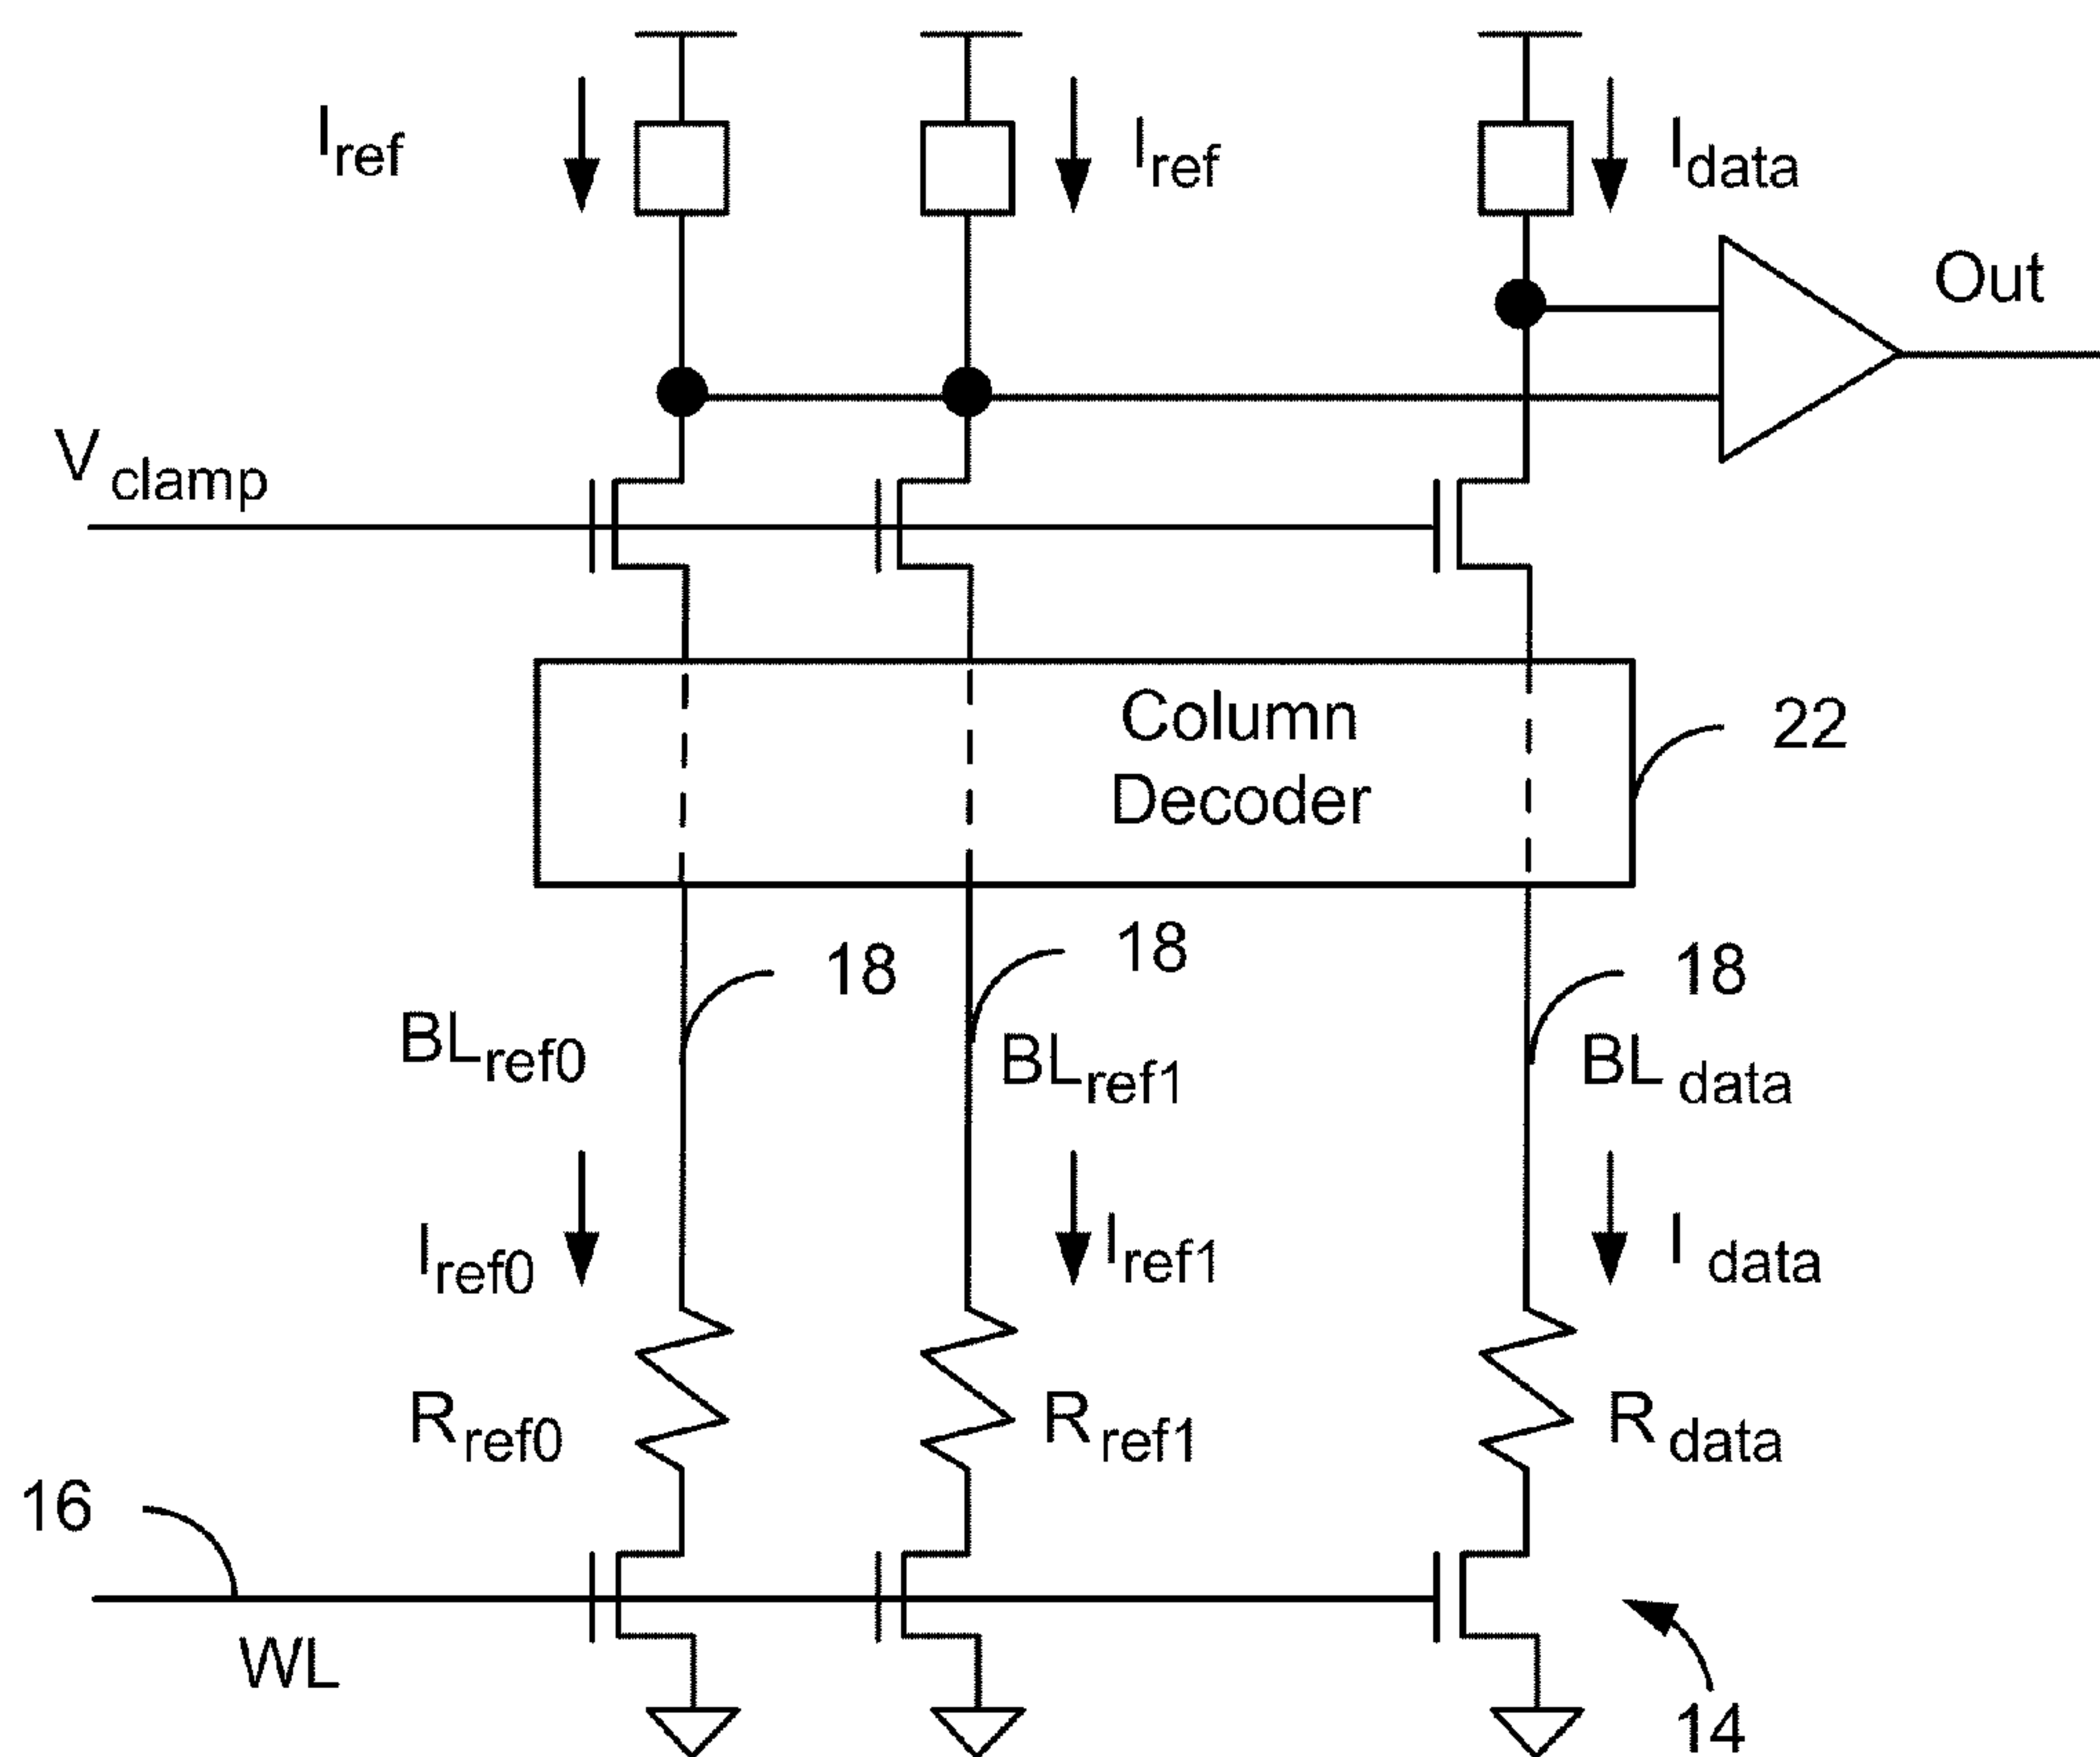 Iref
Iref
Idata
Out
Vclamp
Column
Decoder
22
18
18
18
BLref0
BLref1
BLdata
Iref0
Iref1
Idata
Rref0
Rref1
Rdata
16
WL
14